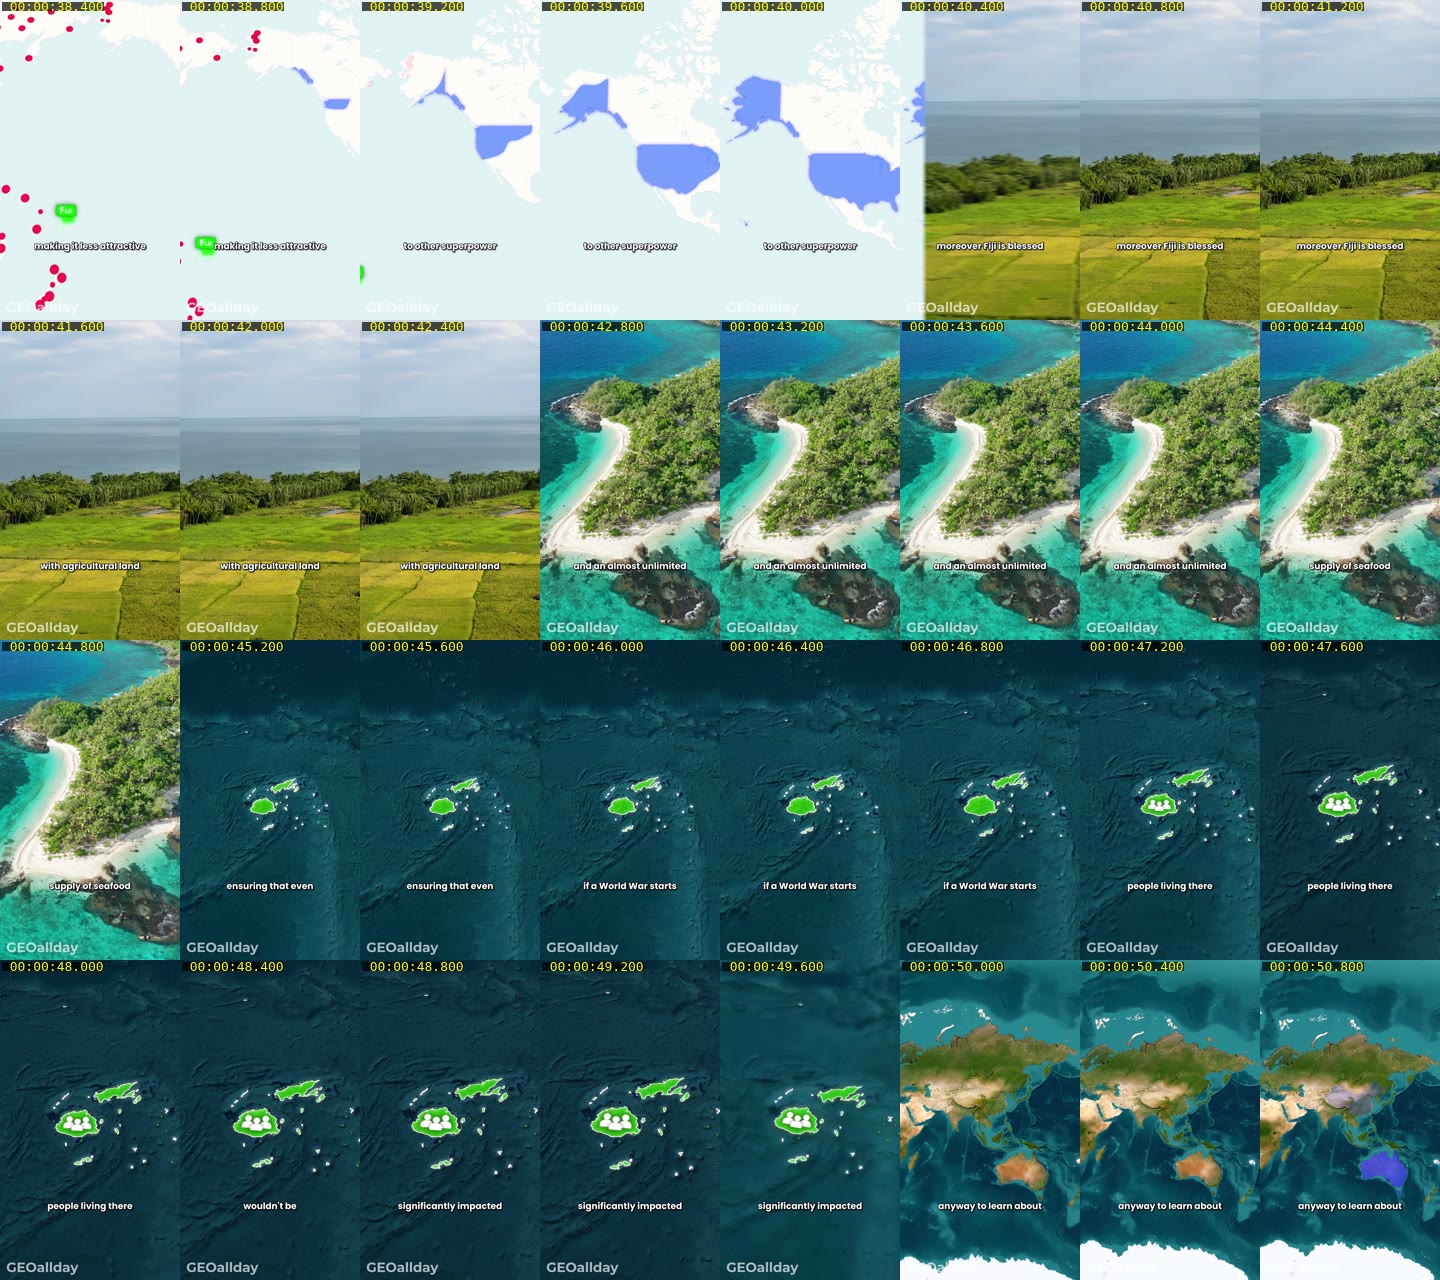 00:00:38.400
00:00:38.800
00:00:39.200
00:00:39.600
00:00:40.000
00:00:40.400
00:00:40.800
00:00:41.200
Fiji
Fiji
making it less attractive
making it less attractive
to other superpower
to other superpower
to other superpower
moreover Fiji is blessed
moreover Fiji is blessed
moreover Fiji is blessed
GEOallday
GEOallday
GEOallday
GEOallday
GEOallday
GEOallday
GEOallday
GEOallday
00:00:41.600
00:00:42.000
00:00:42.400
00:00:42.800
00:00:43.200
00:00:43.600
00:00:44.000
00:00:44.400
with agricultural land
with agricultural land
with agricultural land
and an almost unlimited
and an almost unlimited
and an almost unlimited
and an almost unlimited
supply of seafood
GEOallday
GEOallday
GEOallday
GEOallday
GEOallday
GEOallday
GEOallday
GEOallday
00:00:44.800
00:00:45.200
00:00:45.600
00:00:46.000
00:00:46.400
00:00:46.800
00:00:47.200
00:00:47.600
supply of seafood
ensuring that even
ensuring that even
if a World War starts
if a World War starts
if a World War starts
people living there
people living there
GEOallday
GEOallday
GEOallday
GEOallday
GEOallday
GEOallday
GEOallday
GEOallday
00:00:48.000
00:00:48.400
00:00:48.800
00:00:49.200
00:00:49.600
00:00:50.000
00:00:50.400
00:00:50.800
people living there
wouldn't be
significantly impacted
significantly impacted
significantly impacted
anyway to learn about
anyway to learn about
anyway to learn about
GEOallday
GEOallday
GEOallday
GEOallday
GEOallday
GEOallday